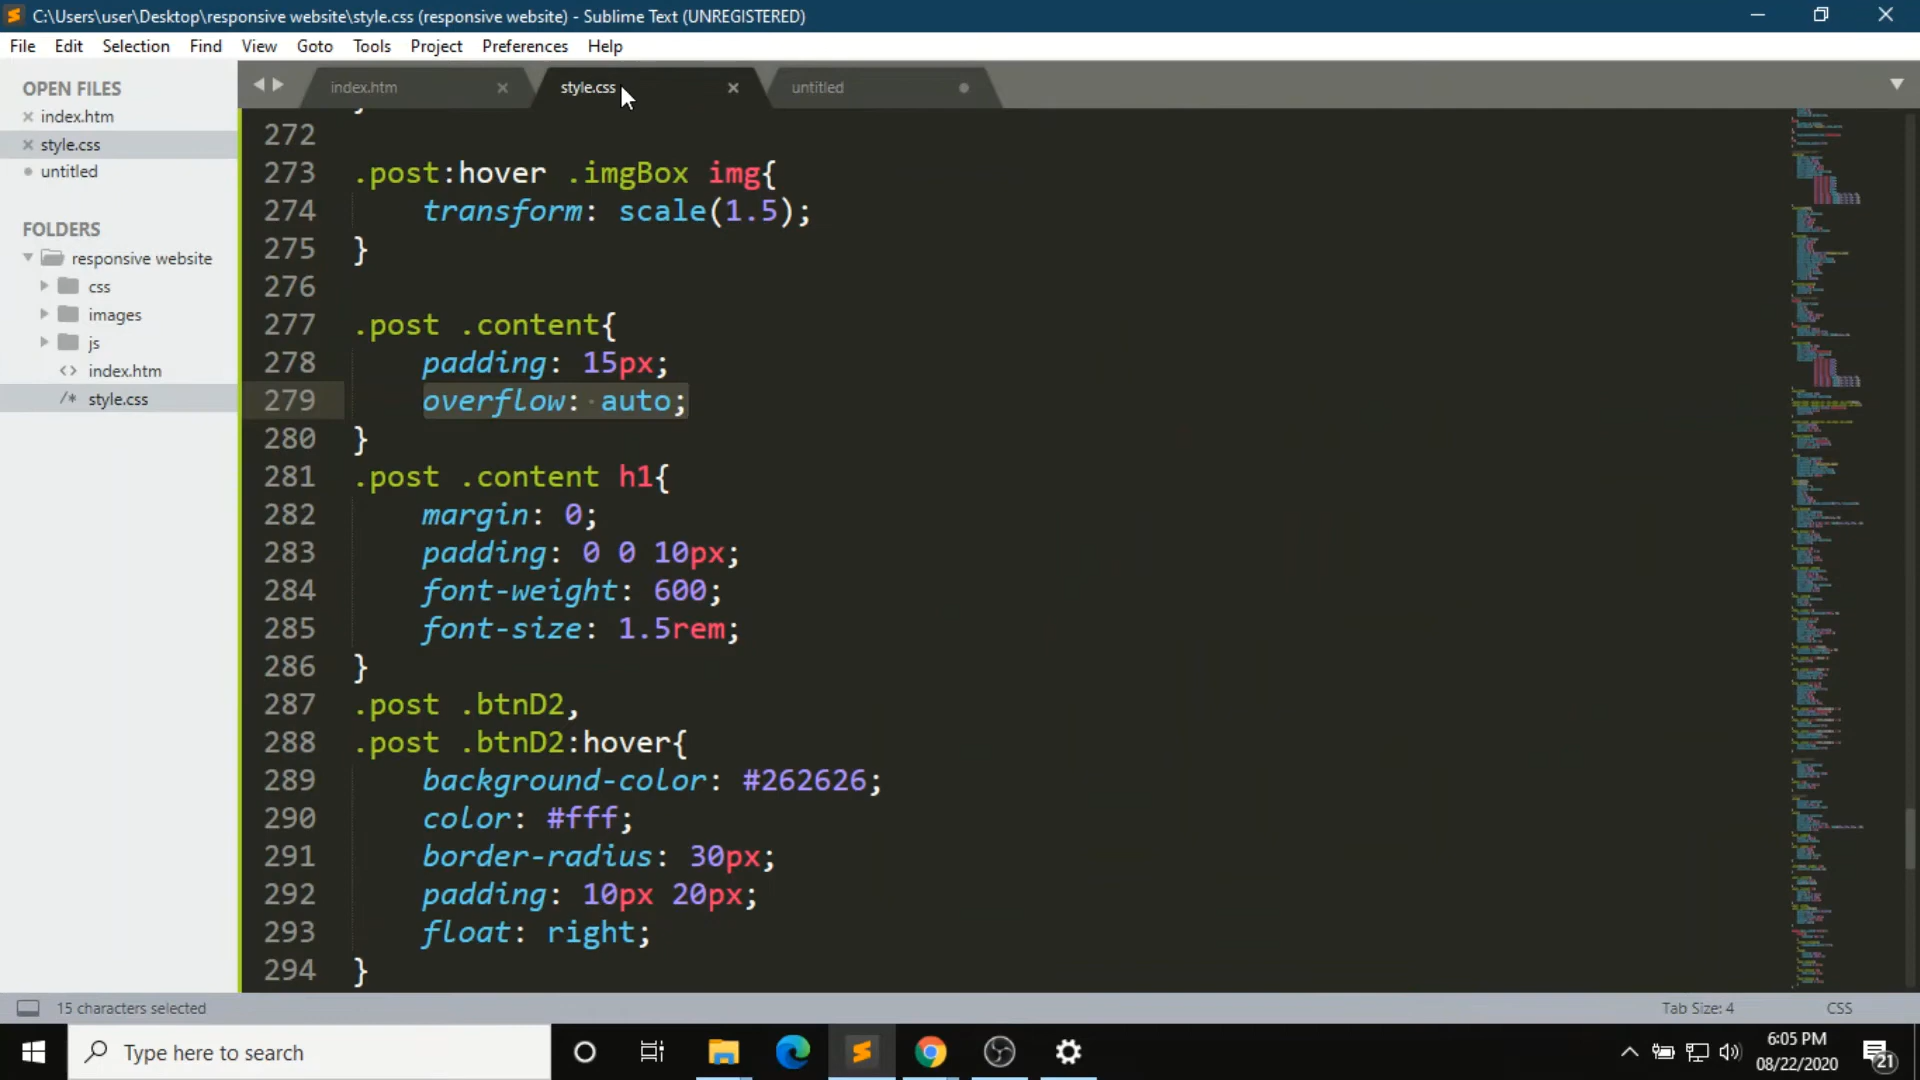 C:\Users\user\Desktop\responsive website\style.css (responsive website) - Sublime Text (UNREGISTERED)
File Edit Selection Find View Goto Tools Project Preferences Help
OPEN FILES
index.htm
style.css
untitled
FOLDERS
responsive website
css
images
js
index.htm
style.css
index.htm style.css untitled
272
273 .post:hover .imgBox img{
274 transform: scale(1.5);
275 }
276
277 .post .content{
278 padding: 15px;
279 overflow: auto;
280 }
281 .post .content h1{
282 margin: 0;
283 padding: 0 0 10px;
284 font-weight: 600;
285 font-size: 1.5rem;
286 }
287 .post .btnD2,
288 .post .btnD2:hover{
289 background-color: #262626;
290 color: #fff;
291 border-radius: 30px;
292 padding: 10px 20px;
293 float: right;
294 }
15 characters selected Tab Size: 4 CSS
Type here to search
6:05 PM
08/22/2020
21